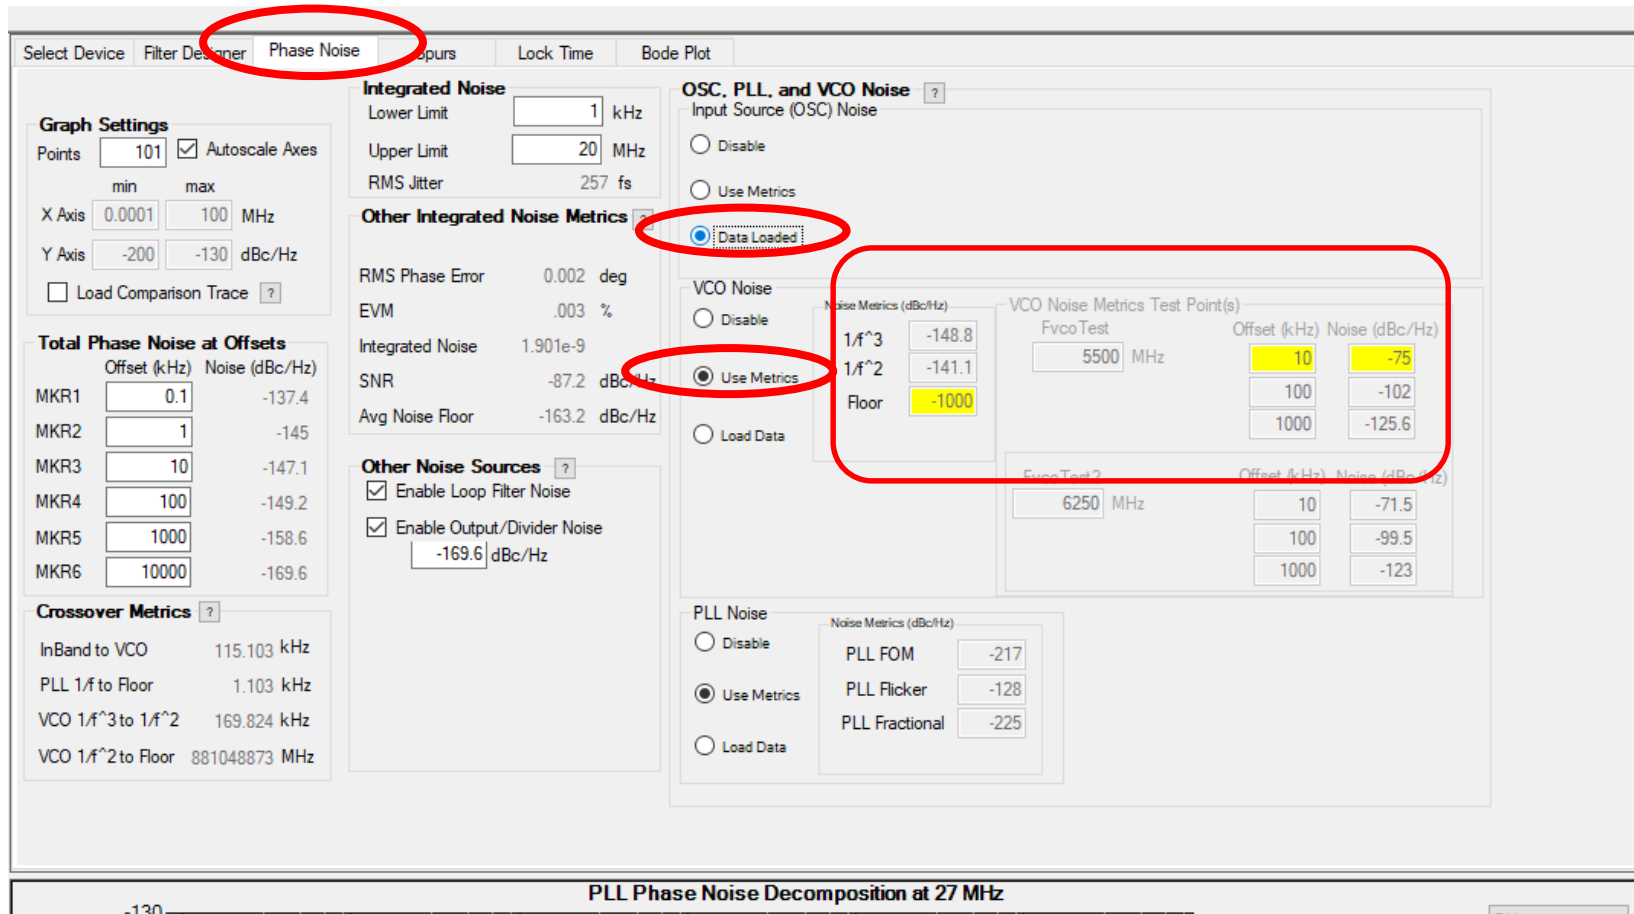 Select Device Filter Designer Phase Noise Spurs Lock Time Bode Plot
Graph Settings
Points 101 Autoscale Axes
min max
X Axis 0.0001 100 MHz
Y Axis -200 -130 dBc/Hz
Load Comparison Trace ?
Total Phase Noise at Offsets
Offset (kHz) Noise (dBc/Hz)
MKR1 0.1 -137.4
MKR2 1 -145
MKR3 10 -147.1
MKR4 100 -149.2
MKR5 1000 -158.6
MKR6 10000 -169.6
Crossover Metrics ?
InBand to VCO 115.103 kHz
PLL 1/f to Floor 1.103 kHz
VCO 1/f^3 to 1/f^2 169.824 kHz
VCO 1/f^2 to Floor 881048873 MHz
Integrated Noise
Lower Limit 1 kHz
Upper Limit 20 MHz
RMS Jitter 257 fs
Other Integrated Noise Metrics ?
RMS Phase Error 0.002 deg
EVM .003 %
Integrated Noise 1.901e-9
SNR -87.2 dBc/Hz
Avg Noise Floor -163.2 dBc/Hz
Other Noise Sources ?
Enable Loop Filter Noise
Enable Output/Divider Noise
-169.6 dBc/Hz
OSC, PLL, and VCO Noise ?
Input Source (OSC) Noise
Disable
Use Metrics
Data Loaded
VCO Noise
Disable
Use Metrics
Load Data
Noise Metrics (dBc/Hz)
1/f^3 -148.8
1/f^2 -141.1
Floor -1000
VCO Noise Metrics Test Point(s)
FvcoTest Offset (kHz) Noise (dBc/Hz)
5500 MHz 10 -75
100 -102
1000 -125.6
FvcoTest2 Offset (kHz) Noise (dBc/Hz)
6250 MHz 10 -71.5
100 -99.5
1000 -123
PLL Noise
Disable
Use Metrics
Load Data
Noise Metrics (dBc/Hz)
PLL FOM -217
PLL Flicker -128
PLL Fractional -225
PLL Phase Noise Decomposition at 27 MHz
-130